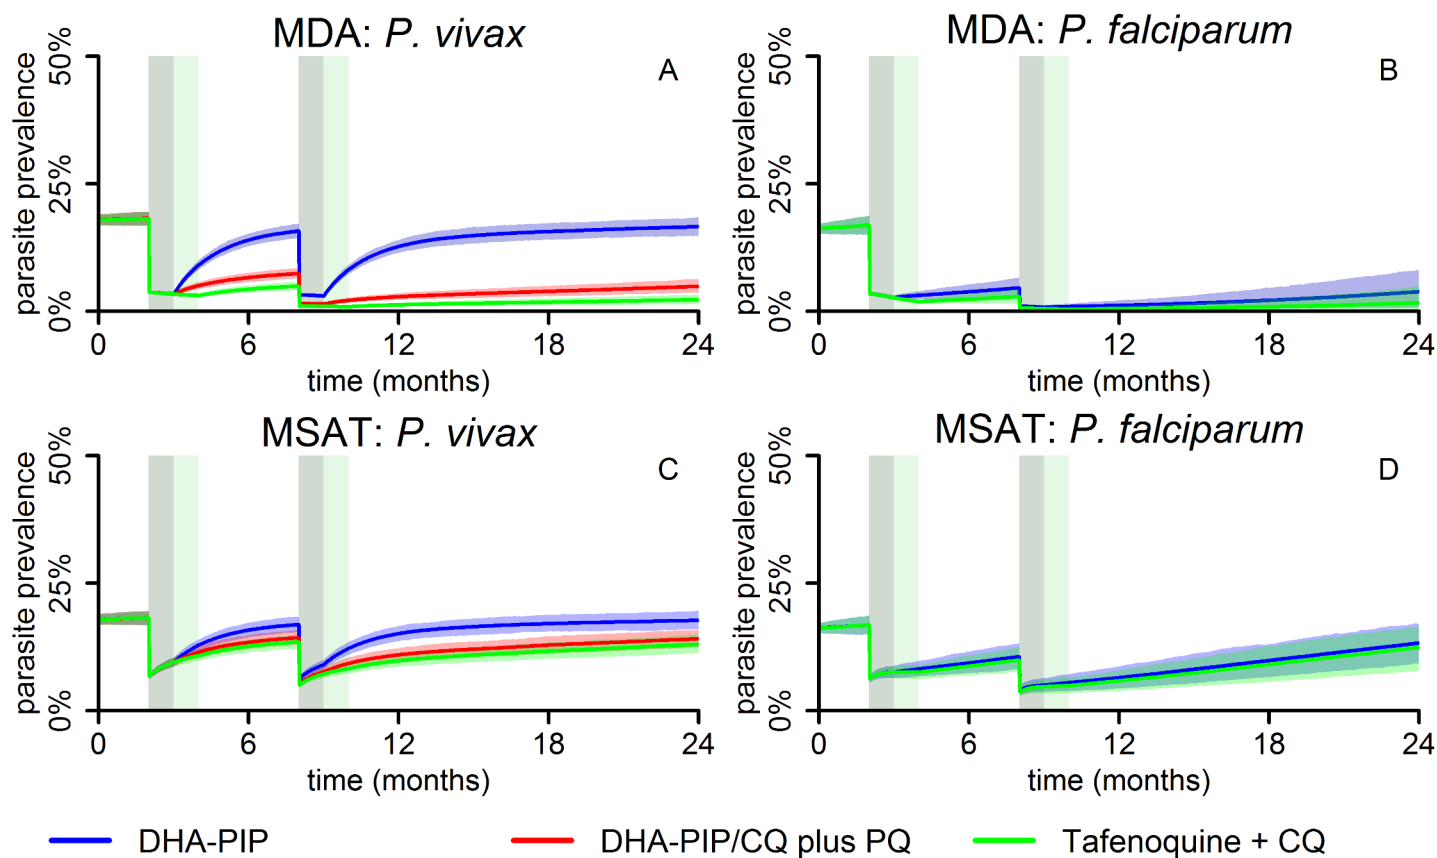 MDA: P. vivax
MDA: P. falciparum
A
B
parasite prevalence
0% 25% 50%
parasite prevalence
0% 25% 50%
0 6 12 18 24
0 6 12 18 24
time (months)
time (months)
MSAT: P. vivax
MSAT: P. falciparum
C
D
parasite prevalence
0% 25% 50%
parasite prevalence
0% 25% 50%
0 6 12 18 24
0 6 12 18 24
time (months)
time (months)
DHA-PIP
DHA-PIP/CQ plus PQ
Tafenoquine + CQ